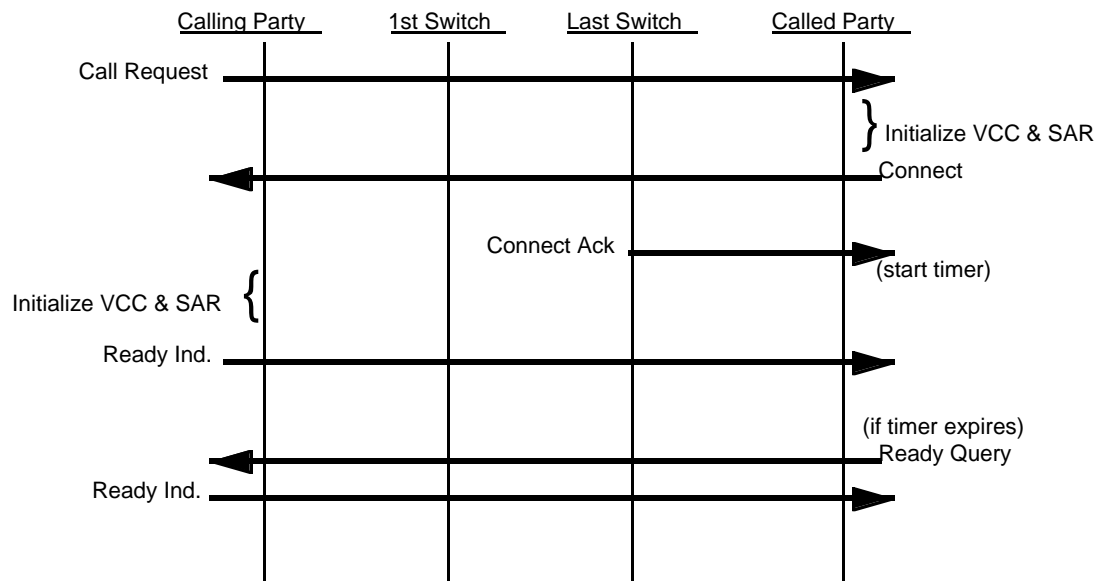 Calling Party
1st Switch
Last Switch
Called Party
Call Request
} Initialize VCC & SAR
Connect
Connect Ack
(start timer)
Initialize VCC & SAR {
Ready Ind.
(if timer expires)
Ready Query
Ready Ind.